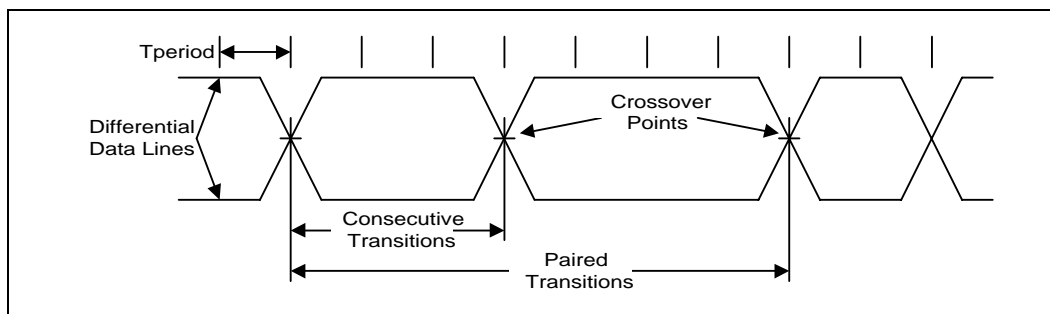 Tperiod
Differential
Data Lines
Crossover
Points
Consecutive
Transitions
Paired
Transitions